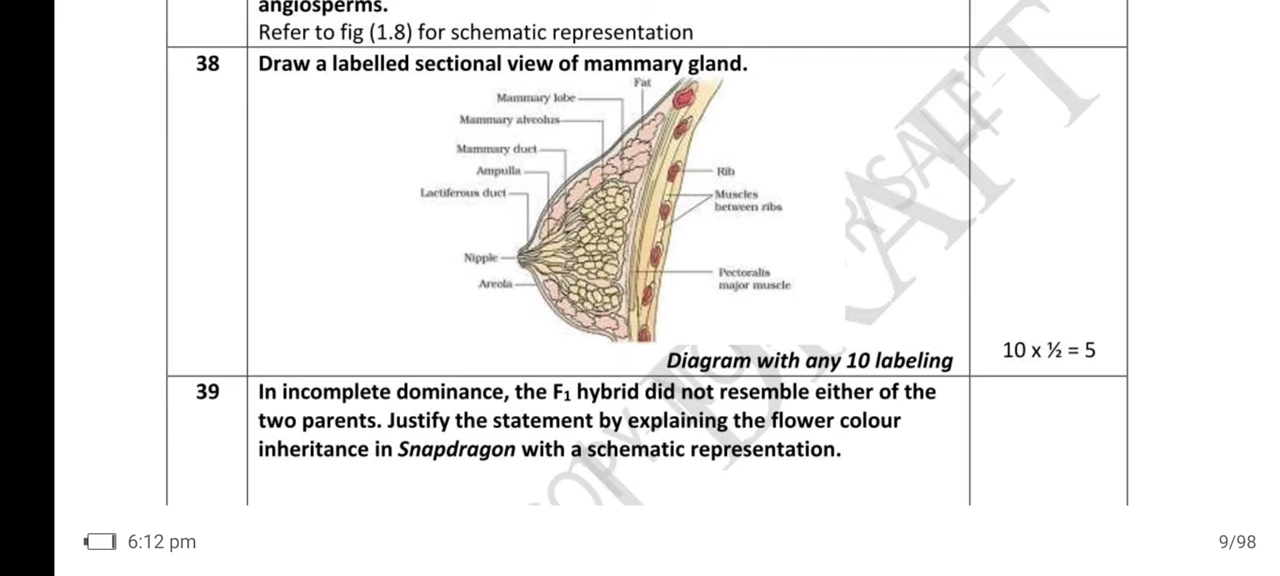 angiosperms.
Refer to fig (1.8) for schematic representation
38
Draw a labelled sectional view of mammary gland.
Fat
Mammary lobe
Mammary alveolus
Mammary duct
Ampulla
Rib
Lactiferous duct
Muscles
between ribs
Nipple
Pectoralis
major muscle
Areola
Diagram with any 10 labeling
10 x ½ = 5
39
In incomplete dominance, the F₁ hybrid did not resemble either of the
two parents. Justify the statement by explaining the flower colour
inheritance in Snapdragon with a schematic representation.
6:12 pm
9/98